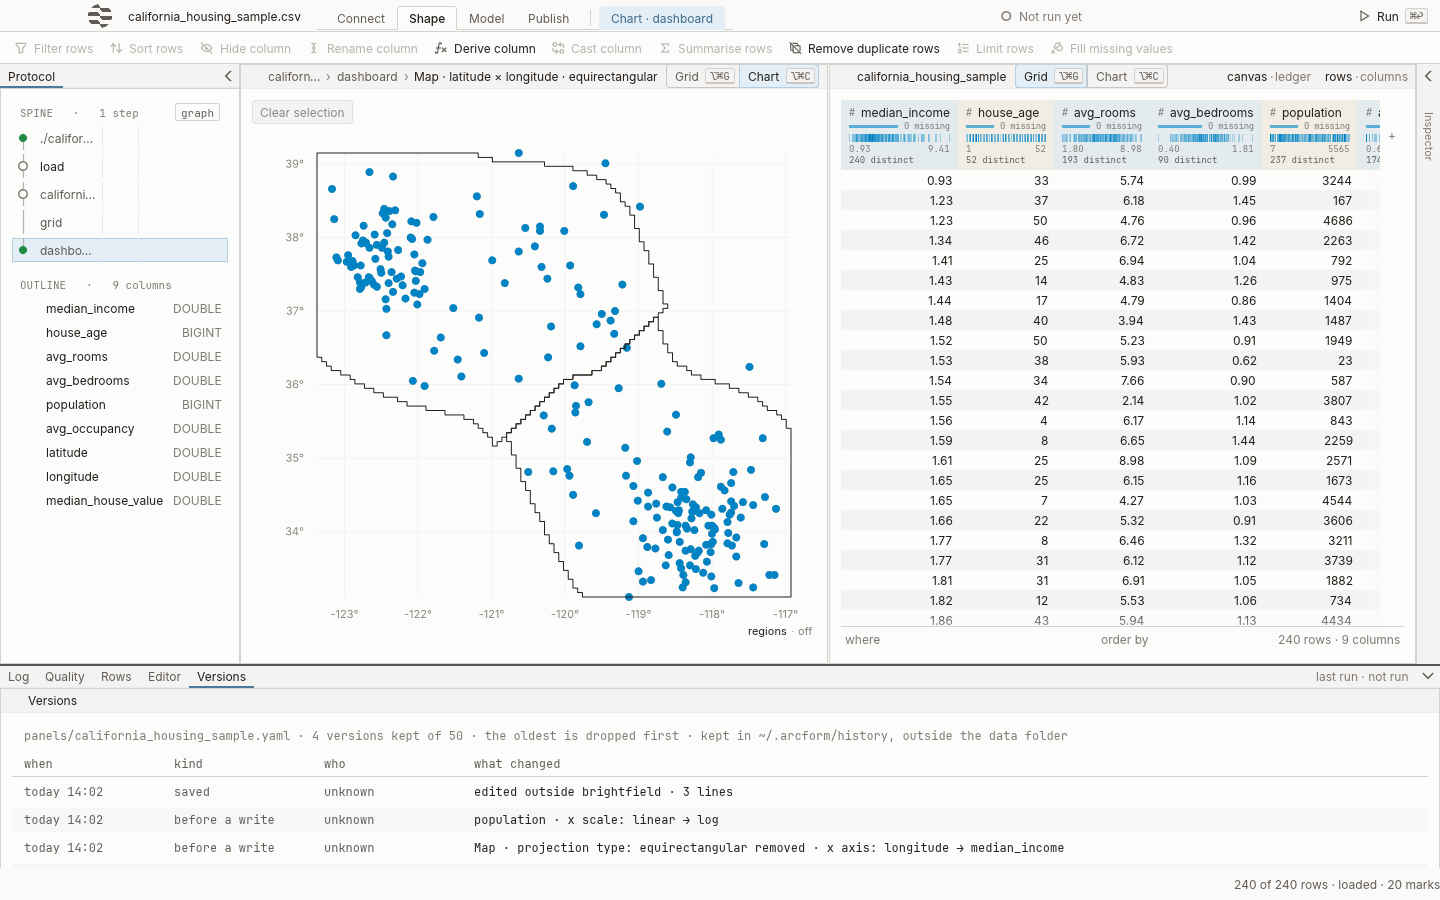 california_housing_sample.csv
Connect
Shape
Model
Publish
Chart · dashboard
Not run yet
Run
Filter rows
Sort rows
Hide column
Rename column
Derive column
Cast column
Summarise rows
Remove duplicate rows
Limit rows
Fill missing values
Protocol
SPINE · 1 step
graph
./califor...
load
californi...
grid
dashbo...
OUTLINE · 9 columns
median_income DOUBLE
house_age BIGINT
avg_rooms DOUBLE
avg_bedrooms DOUBLE
population BIGINT
avg_occupancy DOUBLE
latitude DOUBLE
longitude DOUBLE
median_house_value DOUBLE
californ... › dashboard › Map · latitude × longitude · equirectangular
Grid ⌥⌘G
Chart ⌥⌘C
Clear selection
39°
38°
37°
36°
35°
34°
-123° -122° -121° -120° -119° -118° -117°
regions · off
california_housing_sample
Grid ⌥⌘G
Chart ⌥⌘C
canvas · ledger
rows · columns
# median_income # house_age # avg_rooms # avg_bedrooms # population # a
0 missing 0 missing 0 missing 0 missing 0 missing
0.93 9.41 1 52 1.80 8.98 0.40 1.81 7 5565
240 distinct 52 distinct 193 distinct 90 distinct 237 distinct 174
+
0.93 33 5.74 0.99 3244
1.23 37 6.18 1.45 167
1.23 50 4.76 0.96 4686
1.34 46 6.72 1.42 2263
1.41 25 6.94 1.04 792
1.43 14 4.83 1.26 975
1.44 17 4.79 0.86 1404
1.48 40 3.94 1.43 1487
1.52 50 5.23 0.91 1949
1.53 38 5.93 0.62 23
1.54 34 7.66 0.90 587
1.55 42 2.14 1.02 3807
1.56 4 6.17 1.14 843
1.59 8 6.65 1.44 2259
1.61 25 8.98 1.09 2571
1.65 25 6.15 1.16 1673
1.65 7 4.27 1.03 4544
1.66 22 5.32 0.91 3606
1.77 8 6.46 1.32 3211
1.77 31 6.12 1.12 3739
1.81 31 6.91 1.05 1882
1.82 12 5.53 1.06 734
1.86 43 5.94 1.13 4434
where
order by
240 rows · 9 columns
Inspector
Log
Quality
Rows
Editor
Versions
last run · not run
Versions
panels/california_housing_sample.yaml · 4 versions kept of 50 · the oldest is dropped first · kept in ~/.arcform/history, outside the data folder
when kind who what changed
today 14:02 saved unknown edited outside brightfield · 3 lines
today 14:02 before a write unknown population · x scale: linear → log
today 14:02 before a write unknown Map · projection type: equirectangular removed · x axis: longitude → median_income
240 of 240 rows · loaded · 20 marks